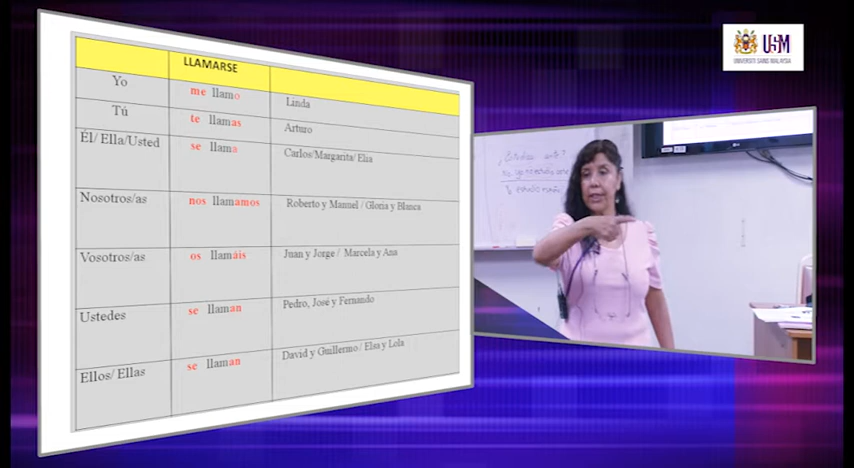 LLAMARSE
Yo me llamo Linda
Tú te llamas Arturo
Él/ Ella/Usted se llama Carlos/Margarita/ Elia
Nosotros/as nos llamamos Roberto y Manuel / Gloria y Blanca
Vosotros/as os llamáis Juan y Jorge / Marcela y Ana
Ustedes se llaman Pedro, José y Fernando
Ellos/ Ellas se llaman David y Guillermo / Elsa y Lola
USM
UNIVERSITI SAINS MALAYSIA